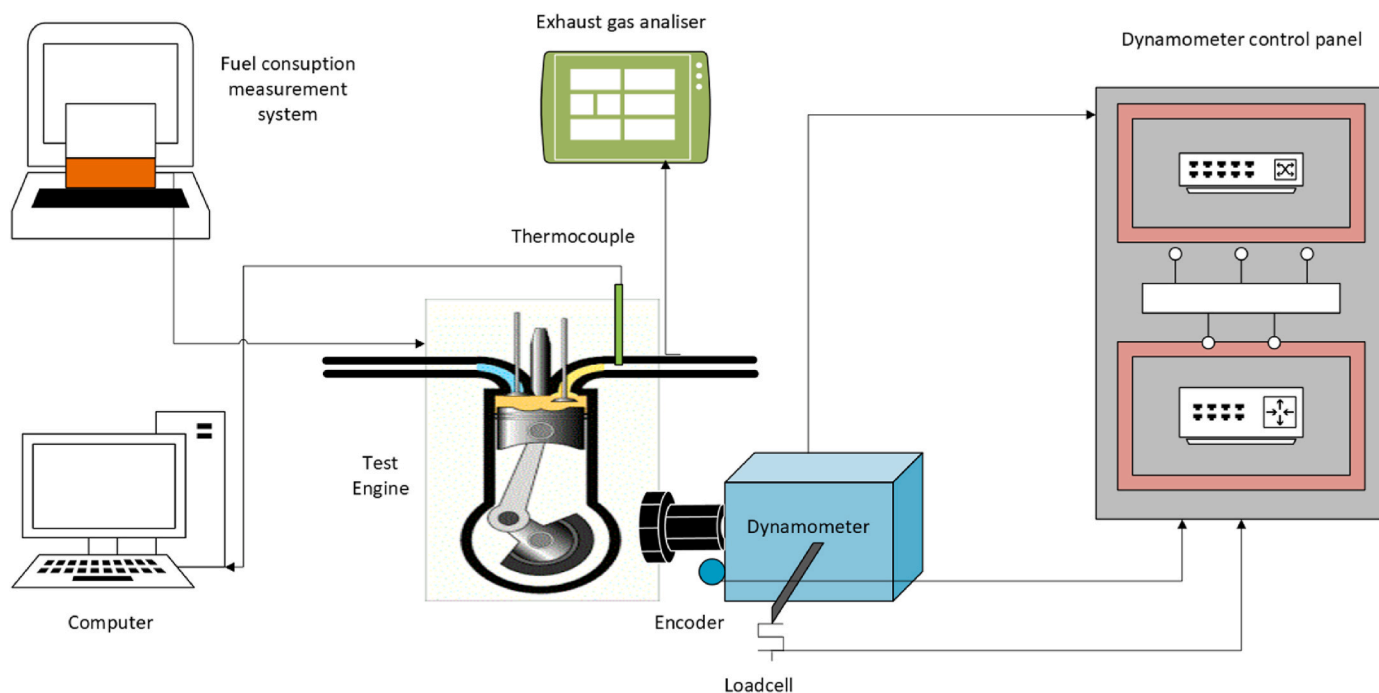 Exhaust gas analiser
Dynamometer control panel
Fuel consuption
measurement
system
Thermocouple
Test
Engine
Dynamometer
Computer
Encoder
Loadcell